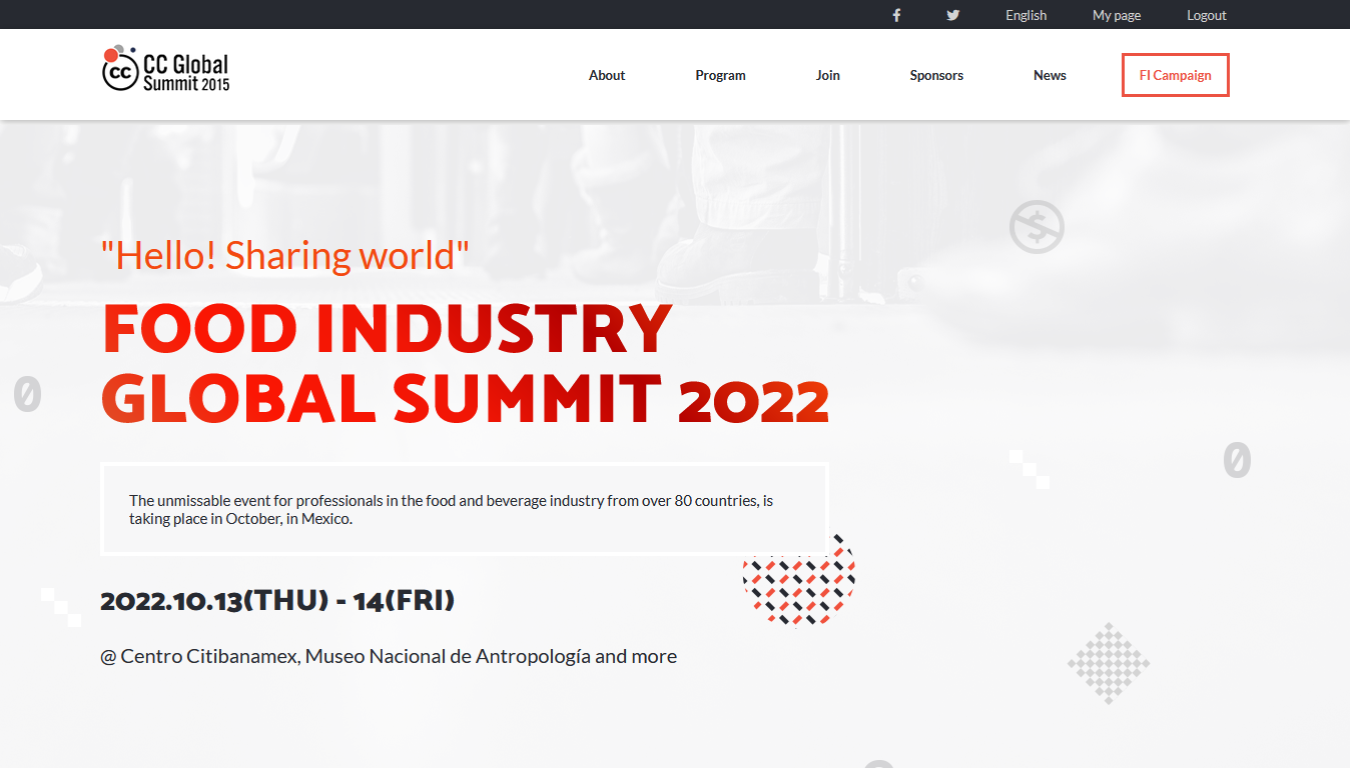 English My page Logout
CC Global
Summit 2015
cc
About Program Join Sponsors News FI Campaign
"Hello! Sharing world"
FOOD INDUSTRY
GLOBAL SUMMIT 2022
The unmissable event for professionals in the food and beverage industry from over 80 countries, is
taking place in October, in Mexico.
2022.10.13(THU) - 14(FRI)
@ Centro Citibanamex, Museo Nacional de Antropología and more
0
0